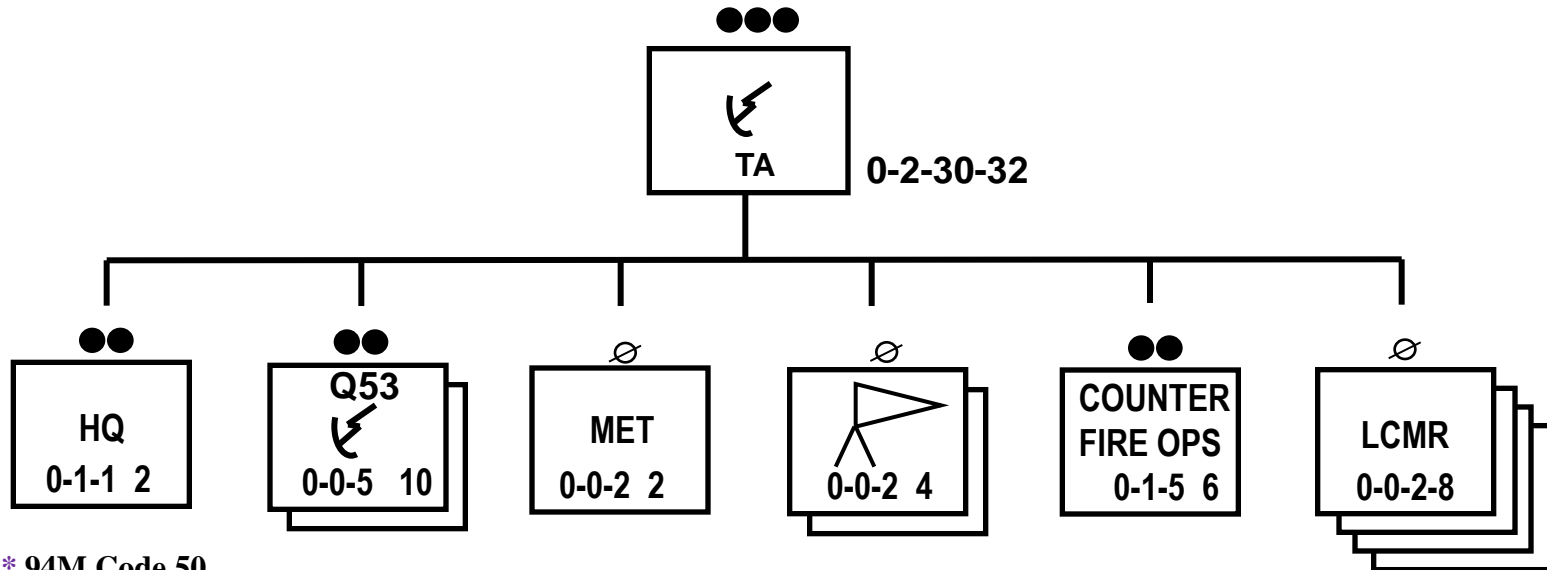 TA
0-2-30-32
HQ
0-1-1 2
Q53
0-0-5 10
MET
0-0-2 2
0-0-2 4
COUNTER
FIRE OPS
0-1-5 6
LCMR
0-0-2-8
* 94M Code 50